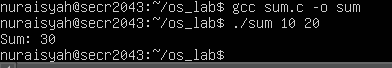 nuraisyah@secr2043:~/os_lab$ gcc sum.c -o sum
nuraisyah@secr2043:~/os_lab$ ./sum 10 20
Sum: 30
nuraisyah@secr2043:~/os_lab$